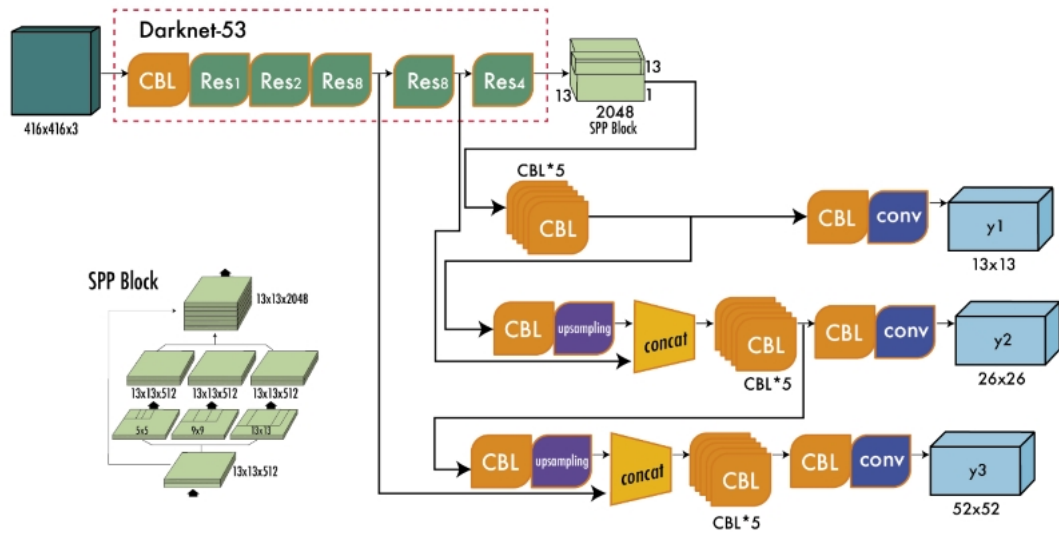 Darknet-53
CBL
Res1
Res2
Res8
Res8
Res4
416x416x3
13
13
1
2048
SPP Block
CBL*5
CBL
CBL
conv
y1
13x13
SPP Block
13x13x2048
13x13x512
13x13x512
13x13x512
5x5
9x9
13x13
13x13x512
CBL
upsampling
concat
CBL
CBL*5
CBL
conv
y2
26x26
CBL
upsampling
concat
CBL
CBL*5
CBL
conv
y3
52x52